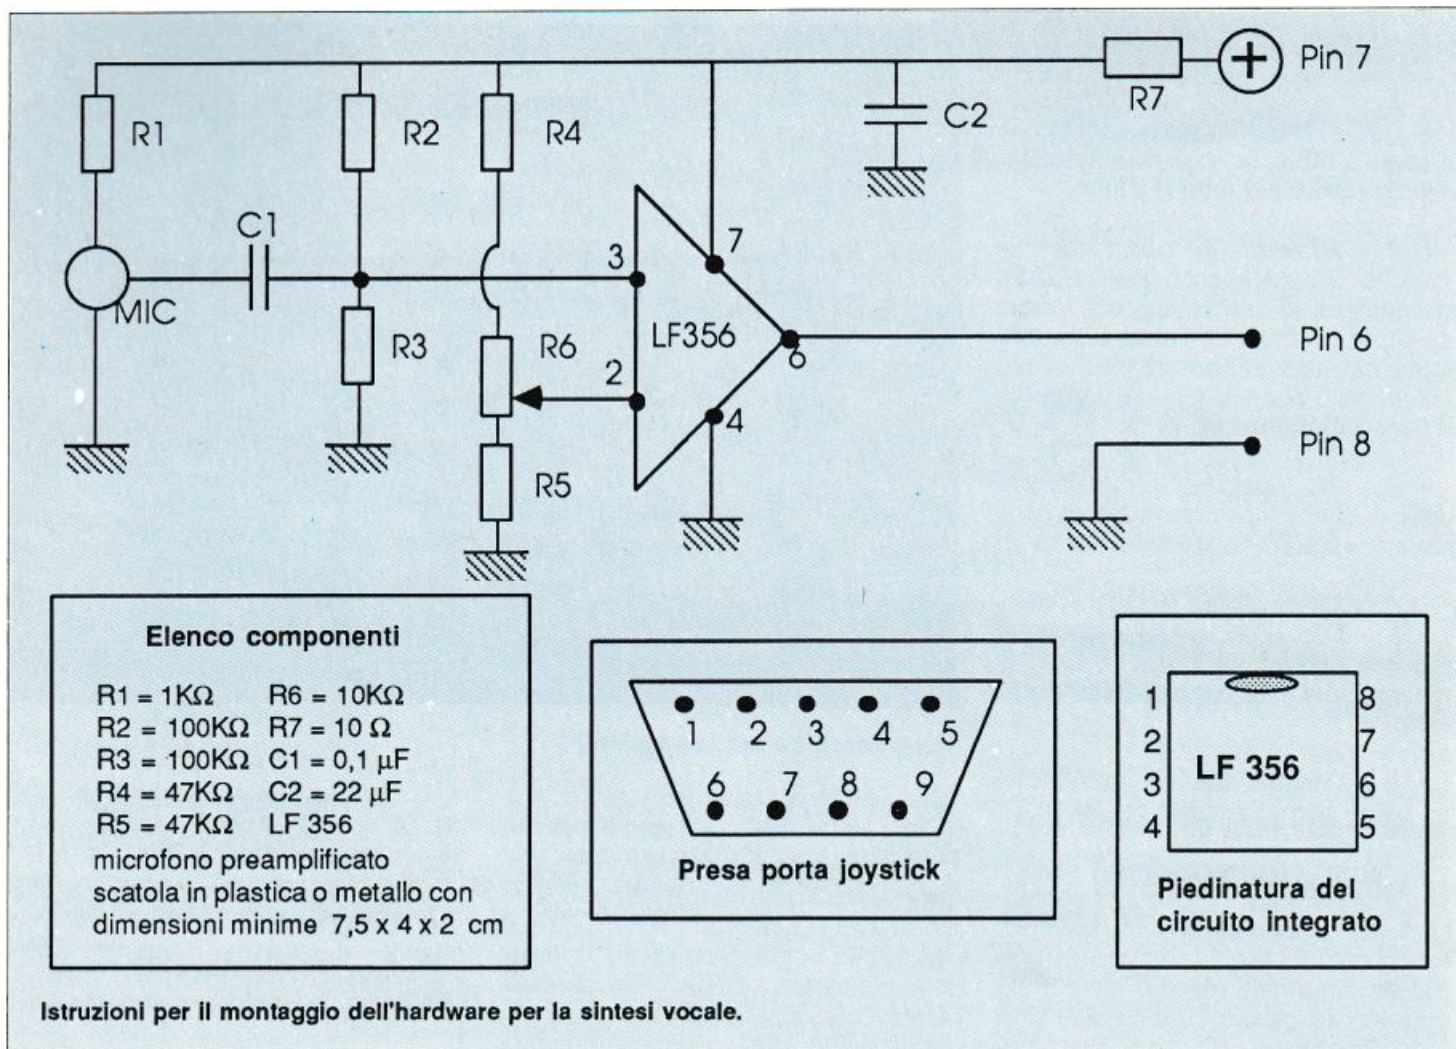 Pin 7
R1
R2
R4
C2
R7
C1
3
7
MIC
R3
R6
LF356
6
Pin 6
2
4
R5
Pin 8
Elenco componenti
R1 = 1KΩ R6 = 10KΩ
R2 = 100KΩ R7 = 10 Ω
R3 = 100KΩ C1 = 0,1 µF
R4 = 47KΩ C2 = 22 µF
R5 = 47KΩ LF 356
microfono preamplificato
scatola in plastica o metallo con
dimensioni minime 7,5 x 4 x 2 cm
1 2 3 4 5
6 7 8 9
Presa porta joystick
1 8
2 7
LF 356
3 6
4 5
Piedinatura del
circuito integrato
Istruzioni per il montaggio dell'hardware per la sintesi vocale.